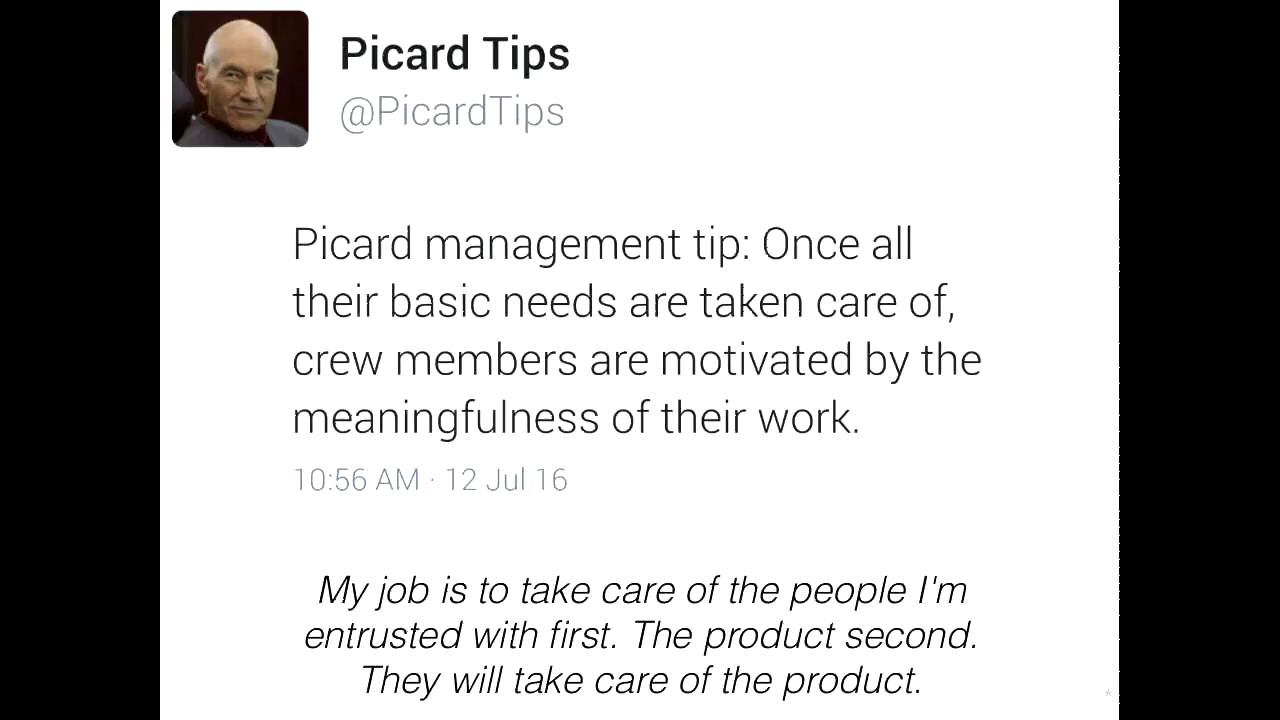 Picard Tips
@PicardTips
Picard management tip: Once all
their basic needs are taken care of,
crew members are motivated by the
meaningfulness of their work.
10:56 AM · 12 Jul 16
My job is to take care of the people I'm
entrusted with first. The product second.
They will take care of the product.
*